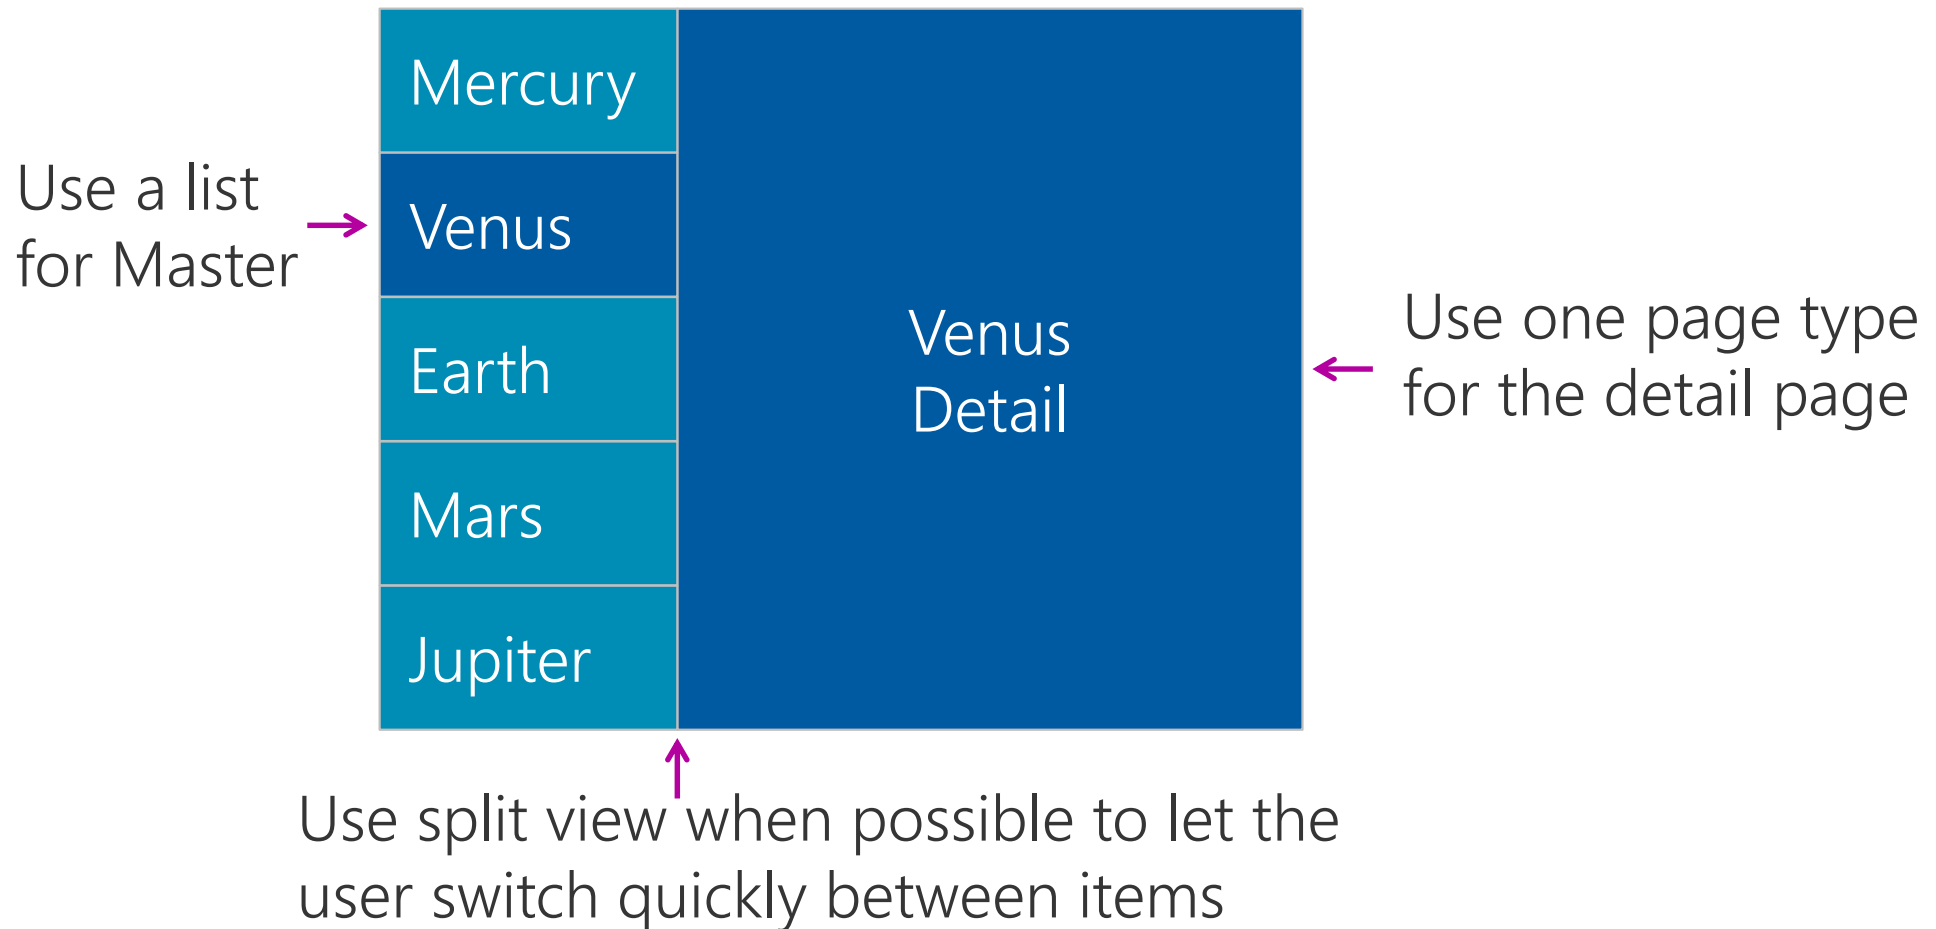 Mercury
Use a list
for Master
Venus
Earth
Mars
Jupiter
Venus
Detail
Use one page type
for the detail page
Use split view when possible to let the
user switch quickly between items